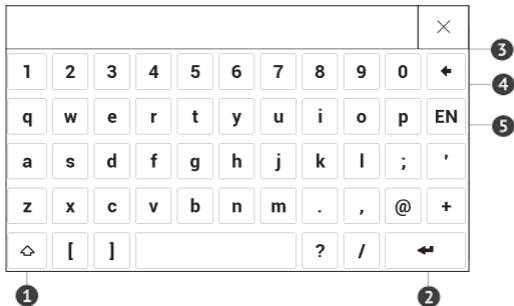 ×
3
1 2 3 4 5 6 7 8 9 0 ←
4
q w e r t y u i o p EN
5
a s d f g h j k l ; '
z x c v b n m . , @ +
[ ] ? / ↵
1 2